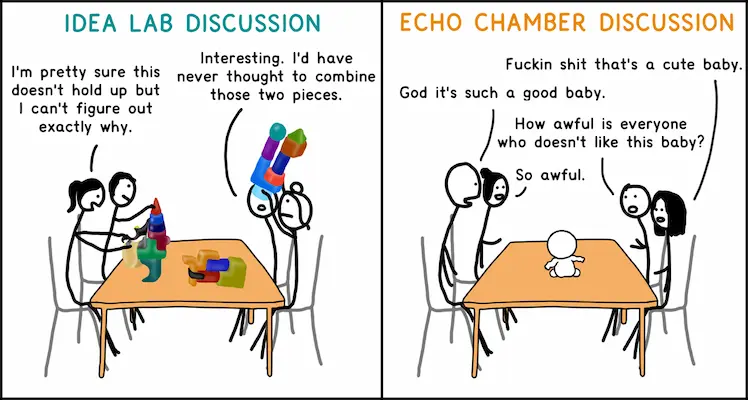 IDEA LAB DISCUSSION
I'm pretty sure this
doesn't hold up but
I can't figure out
exactly why.
Interesting. I'd have
never thought to combine
those two pieces.
ECHO CHAMBER DISCUSSION
Fuckin shit that's a cute baby.
God it's such a good baby.
How awful is everyone
who doesn't like this baby?
So awful.